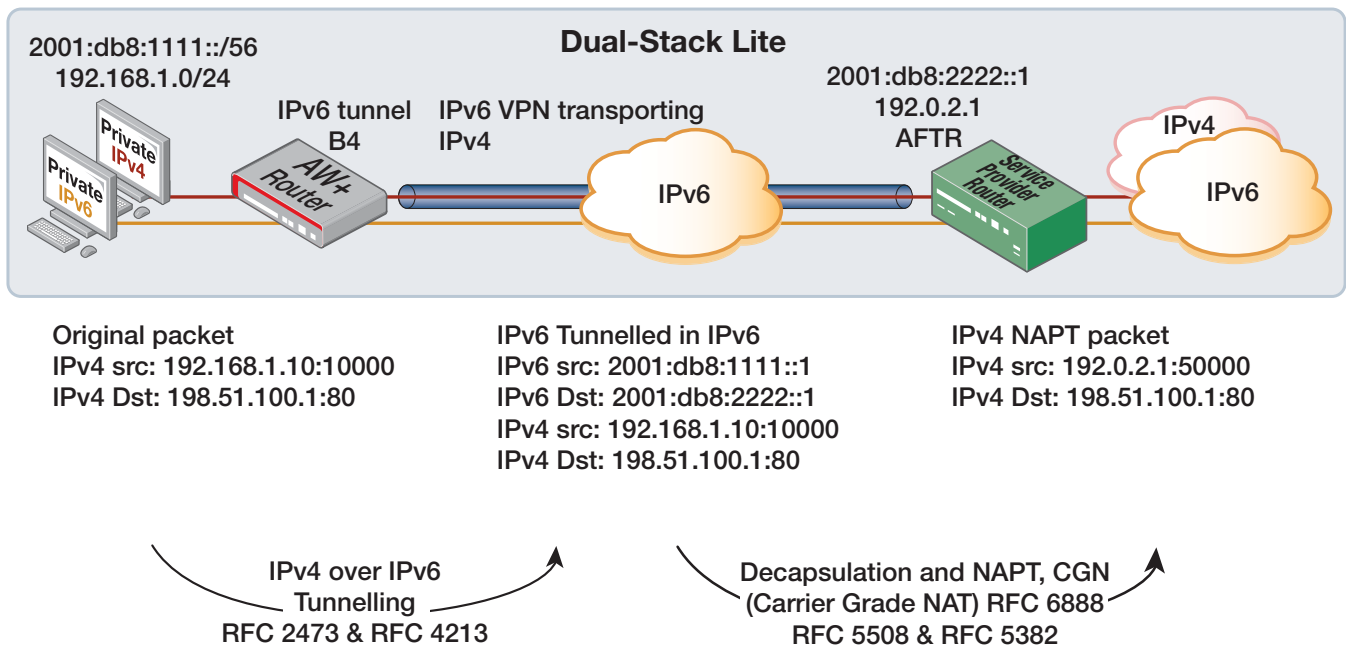 Dual-Stack Lite
2001:db8:1111::/56
192.168.1.0/24
Private
IPv4
Private
IPv6
IPv6 tunnel
B4
AW+
Router
IPv6 VPN transporting
IPv4
IPv6
2001:db8:2222::1
192.0.2.1
AFTR
Service
Provider
Router
IPv4
IPv6
Original packet
IPv4 src: 192.168.1.10:10000
IPv4 Dst: 198.51.100.1:80
IPv6 Tunnelled in IPv6
IPv6 src: 2001:db8:1111::1
IPv6 Dst: 2001:db8:2222::1
IPv4 src: 192.168.1.10:10000
IPv4 Dst: 198.51.100.1:80
IPv4 NAPT packet
IPv4 src: 192.0.2.1:50000
IPv4 Dst: 198.51.100.1:80
IPv4 over IPv6
Tunnelling
RFC 2473 & RFC 4213
Decapsulation and NAPT, CGN
(Carrier Grade NAT) RFC 6888
RFC 5508 & RFC 5382